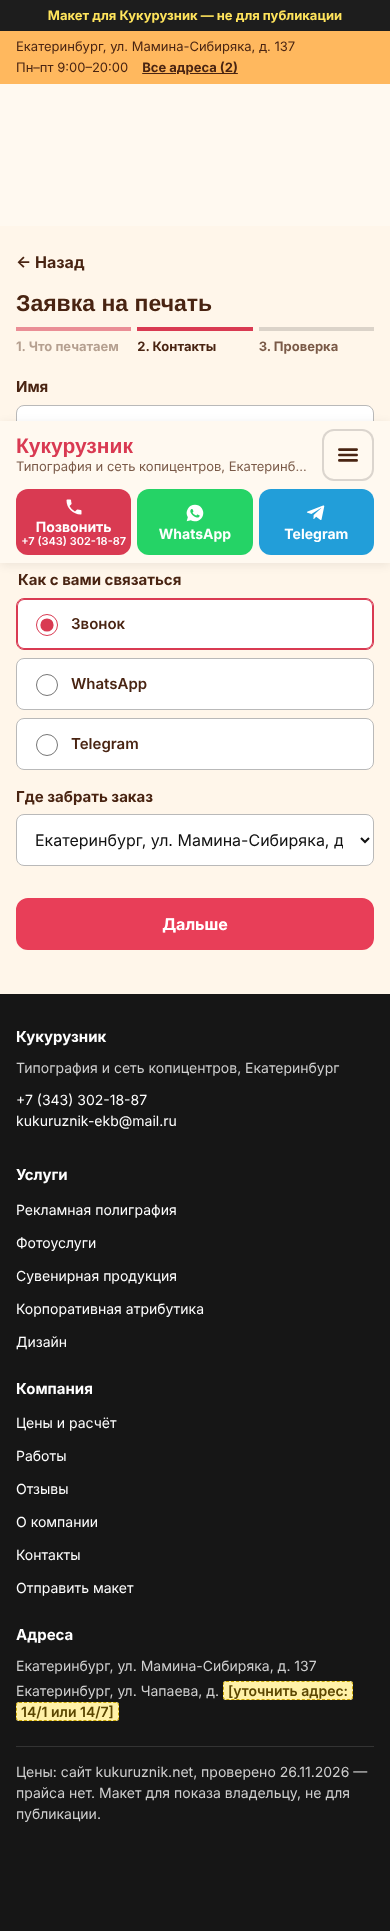 Макет для Кукурузник — не для публикации
Екатеринбург, ул. Мамина-Сибиряка, д. 137
Пн–пт 9:00–20:00 Все адреса (2)
← Назад
Заявка на печать
1. Что печатаем 2. Контакты 3. Проверка
Имя
Кукурузник
Типография и сеть копицентров, Екатеринб...
Позвонить
+7 (343) 302-18-87
WhatsApp
Telegram
Как с вами связаться
Звонок
WhatsApp
Telegram
Где забрать заказ
Екатеринбург, ул. Мамина-Сибиряка, д
Дальше
Кукурузник
Типография и сеть копицентров, Екатеринбург
+7 (343) 302-18-87
kukuruznik-ekb@mail.ru
Услуги
Рекламная полиграфия
Фотоуслуги
Сувенирная продукция
Корпоративная атрибутика
Дизайн
Компания
Цены и расчёт
Работы
Отзывы
О компании
Контакты
Отправить макет
Адреса
Екатеринбург, ул. Мамина-Сибиряка, д. 137
Екатеринбург, ул. Чапаева, д. [уточнить адрес:
14/1 или 14/7]
Цены: сайт kukuruznik.net, проверено 26.11.2026 —
прайса нет. Макет для показа владельцу, не для
публикации.